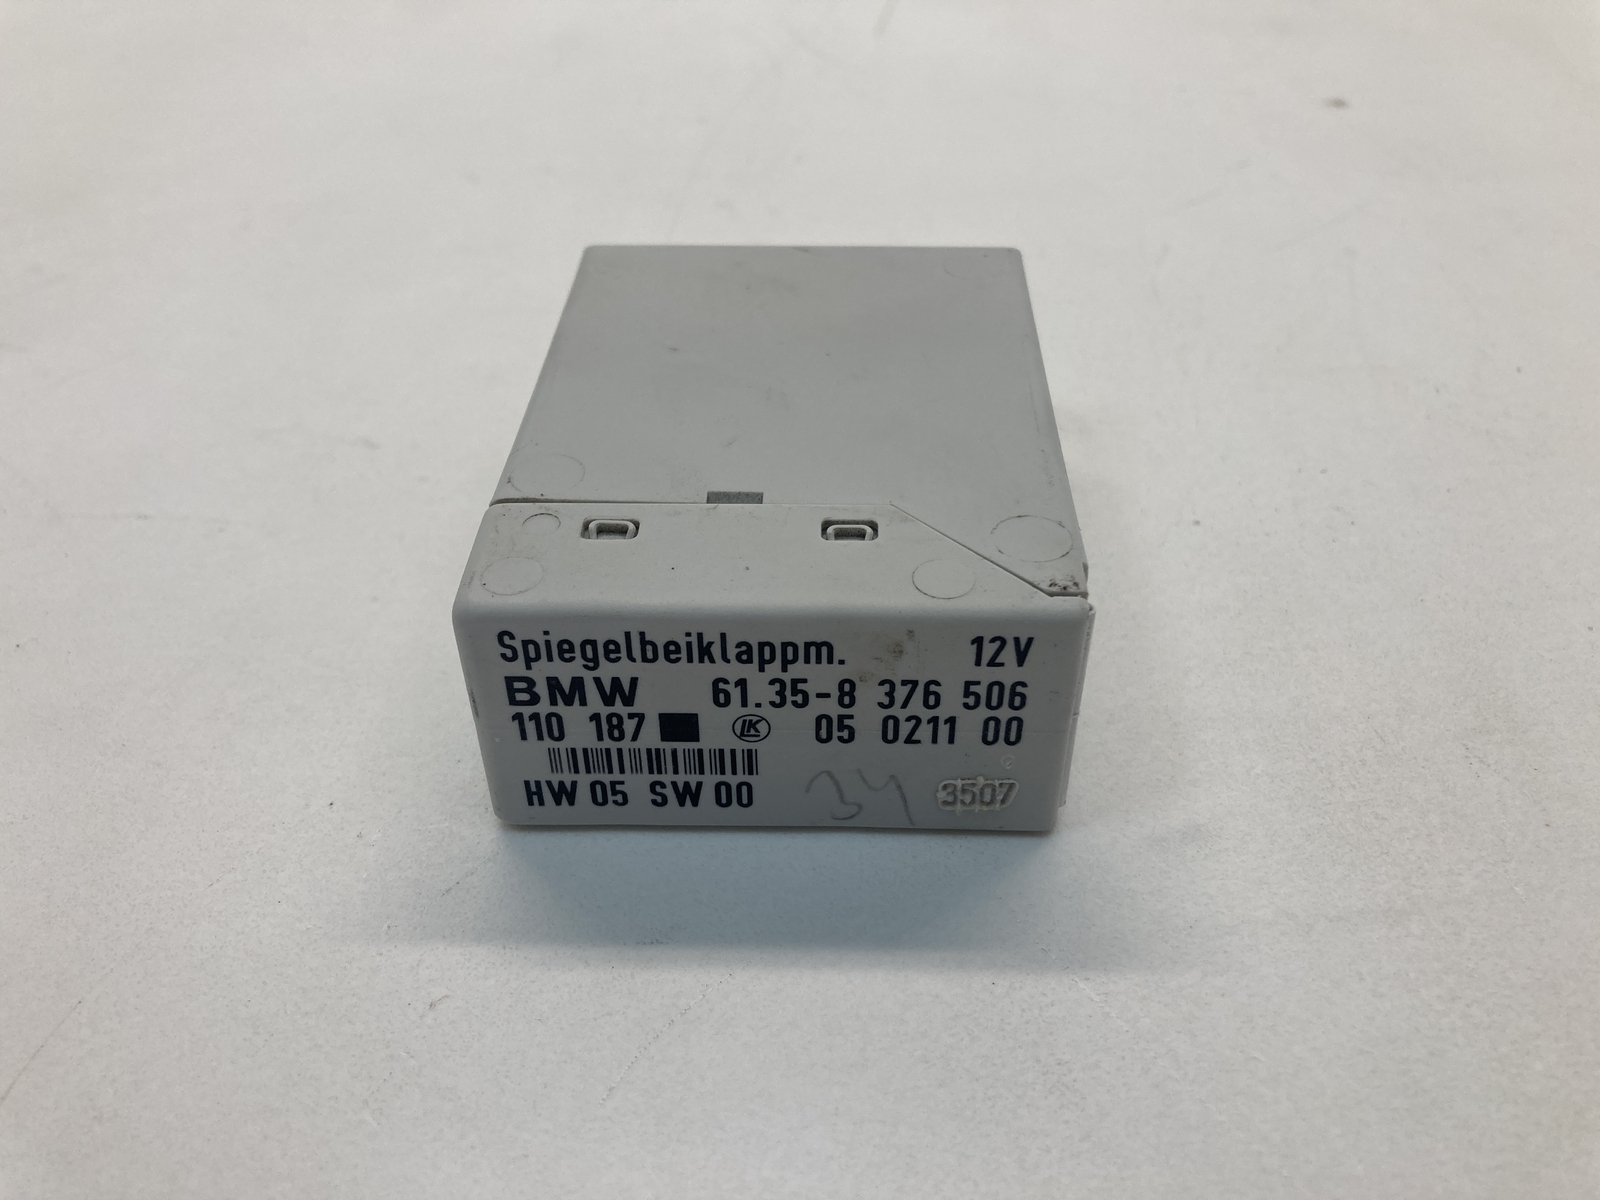 Spiegelbeiklappm. 12V
BMW 61.35-8 376 506
110 187 LK 05 0211 00
HW 05 SW 00 34 3507